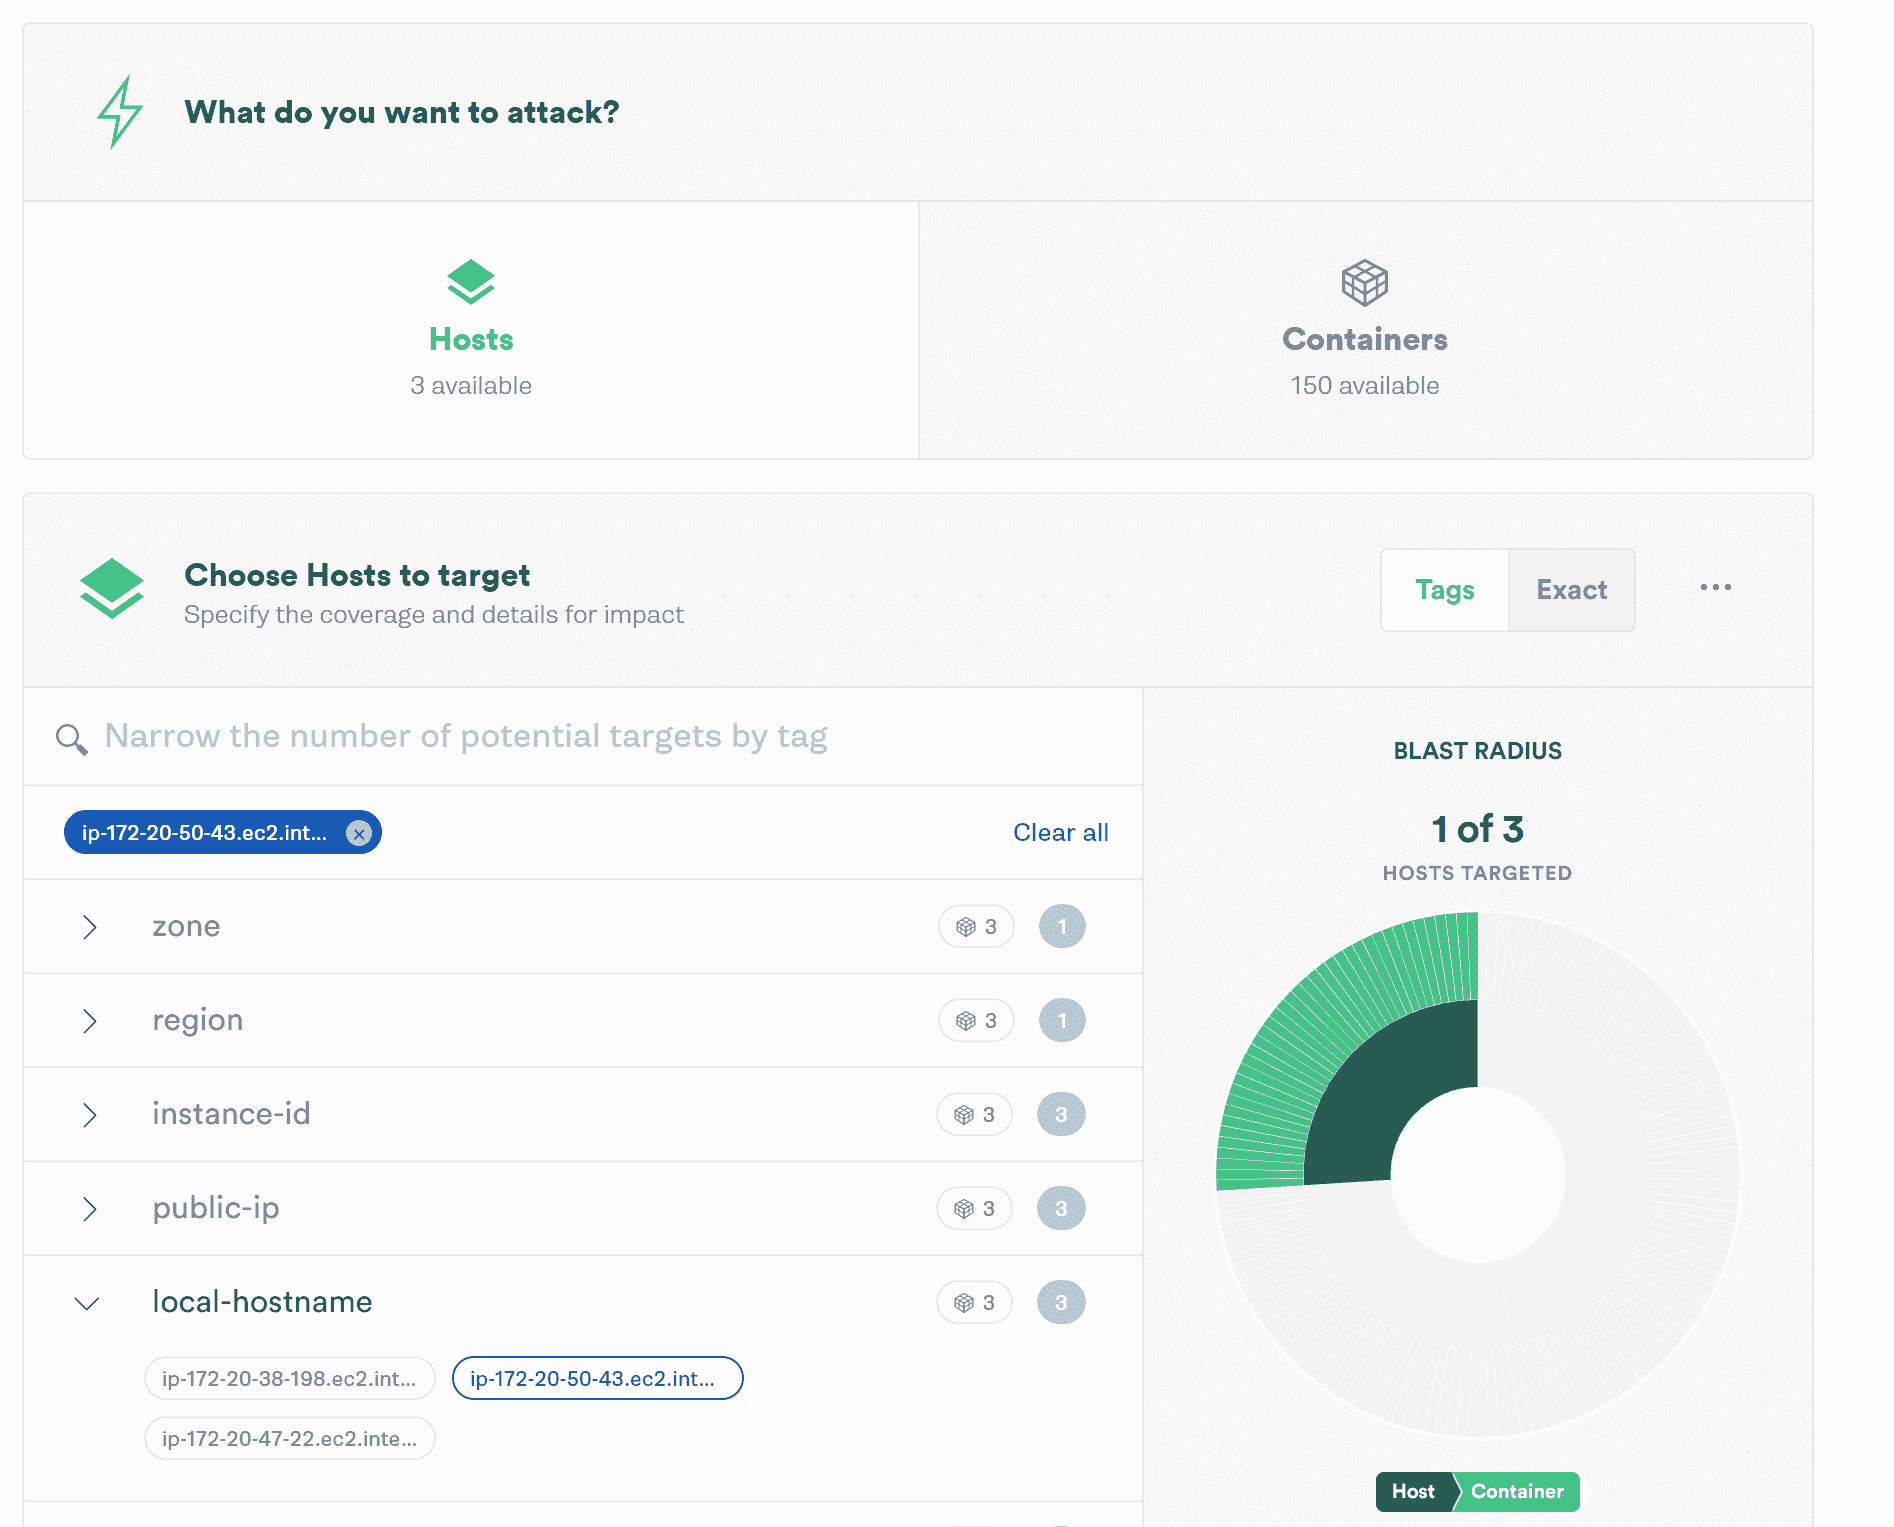 What do you want to attack?
Hosts
3 available
Containers
150 available
Choose Hosts to target
Specify the coverage and details for impact
Tags
Exact
Narrow the number of potential targets by tag
ip-172-20-50-43.ec2.int...
Clear all
zone
3
1
region
3
1
instance-id
3
3
public-ip
3
3
local-hostname
3
3
ip-172-20-38-198.ec2.int...
ip-172-20-50-43.ec2.int...
ip-172-20-47-22.ec2.inte...
BLAST RADIUS
1 of 3
HOSTS TARGETED
Host
Container